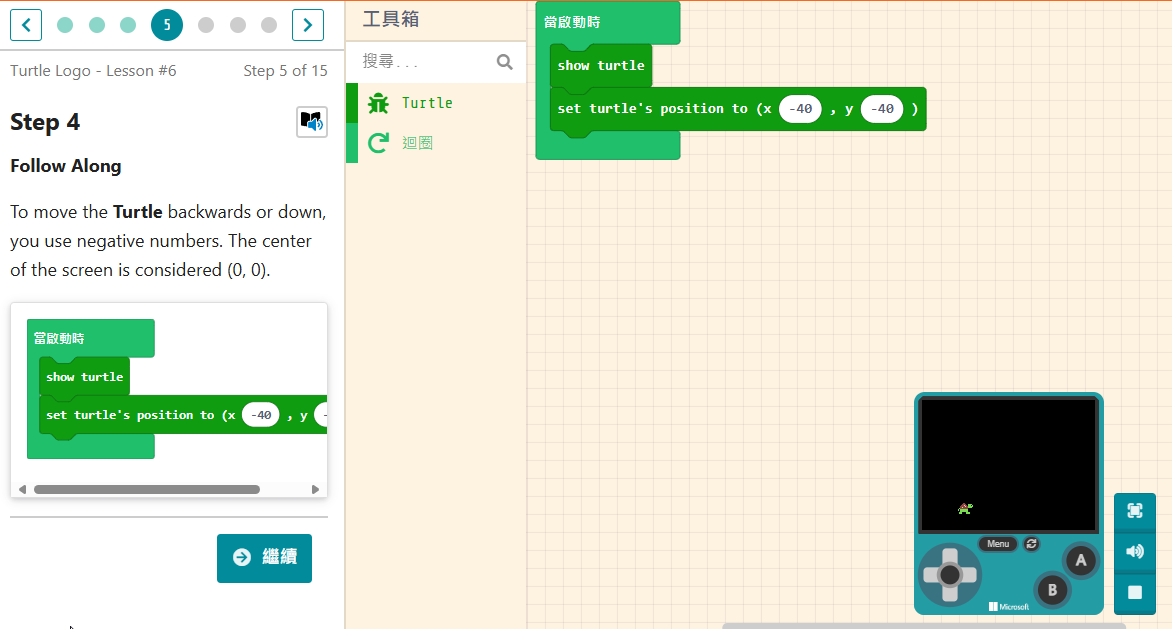 5
Turtle Logo - Lesson #6
Step 5 of 15
Step 4
Follow Along
To move the Turtle backwards or down,
you use negative numbers. The center
of the screen is considered (0, 0).
當啟動時
show turtle
set turtle's position to (x -40 , y -
繼續
工具箱
搜尋...
Turtle
迴圈
當啟動時
show turtle
set turtle's position to (x -40 , y -40 )
Menu
A
B
Microsoft